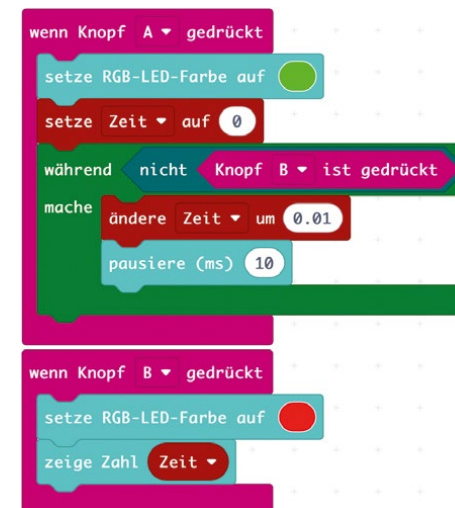 wenn Knopf A gedrückt
setze RGB-LED-Farbe auf
setze Zeit auf 0
während nicht Knopf B ist gedrückt
mache
ändere Zeit um 0.01
pausiere (ms) 10
wenn Knopf B gedrückt
setze RGB-LED-Farbe auf
zeige Zahl Zeit